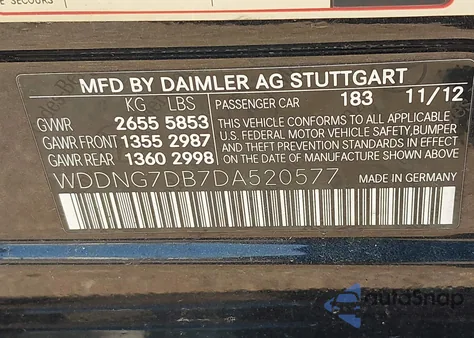 SECOURS
MFD BY DAIMLER AG STUTTGART
KG LBS PASSENGER CAR 183 11/12
GVWR 2655 5853
GAWR FRONT 1355 2987
GAWR REAR 1360 2998
THIS VEHICLE CONFORMS TO ALL APPLICABLE
U.S. FEDERAL MOTOR VEHICLE SAFETY,BUMPER
AND THEFT PREVENTION STANDARDS IN EFFECT
ON THE DATE OF MANUFACTURE SHOWN ABOVE.
WDDNG7DB7DA520577 MADE IN GERMANY
autoSnap